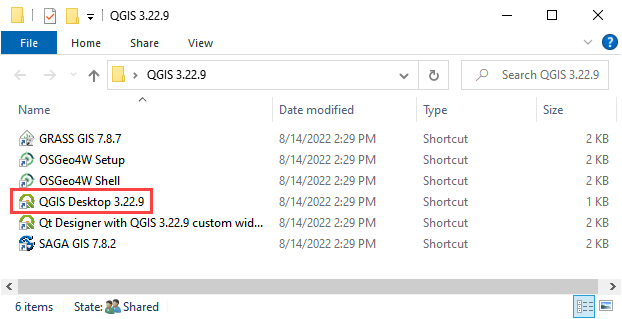 QGIS 3.22.9
File Home Share View
QGIS 3.22.9 Search QGIS 3.22.9
Name Date modified Type Size
GRASS GIS 7.8.7 8/14/2022 2:29 PM Shortcut 2 KB
OSGeo4W Setup 8/14/2022 2:29 PM Shortcut 2 KB
OSGeo4W Shell 8/14/2022 2:29 PM Shortcut 2 KB
QGIS Desktop 3.22.9 8/14/2022 2:29 PM Shortcut 1 KB
Qt Designer with QGIS 3.22.9 custom wid... 8/14/2022 2:29 PM Shortcut 2 KB
SAGA GIS 7.8.2 8/14/2022 2:29 PM Shortcut 2 KB
6 items State: Shared